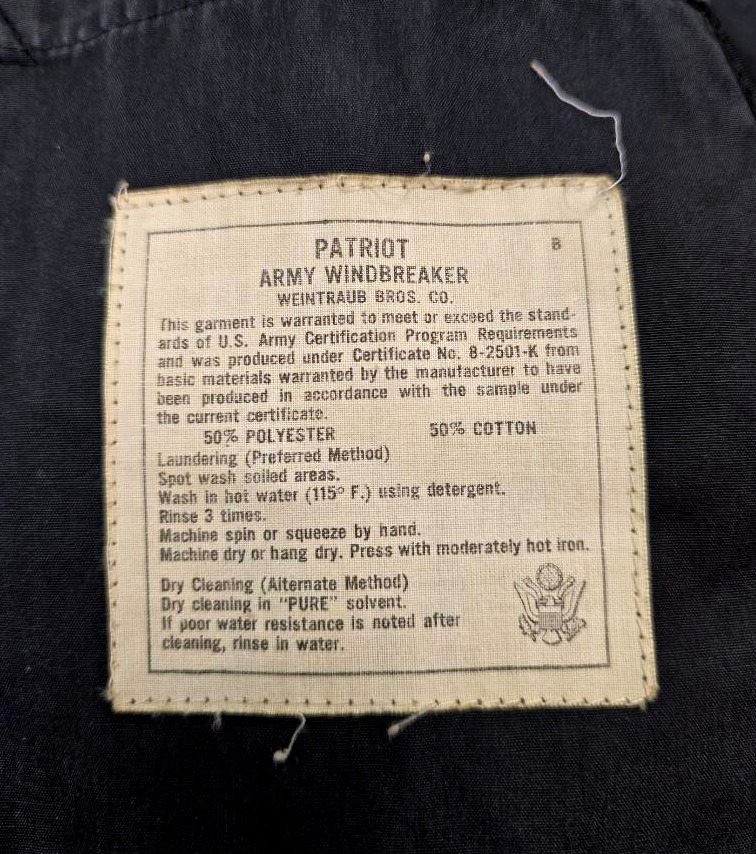 PATRIOT B
ARMY WINDBREAKER
WEINTRAUB BROS. CO.
This garment is warranted to meet or exceed the stand-
ards of U.S. Army Certification Program Requirements
and was produced under Certificate No. 8-2501-K from
basic materials warranted by the manufacturer to have
been produced in accordance with the sample under
the current certificate.
50% POLYESTER 50% COTTON
Laundering (Preferred Method)
Spot wash soiled areas.
Wash in hot water (115° F.) using detergent.
Rinse 3 times.
Machine spin or squeeze by hand.
Machine dry or hang dry. Press with moderately hot iron.
Dry Cleaning (Alternate Method)
Dry cleaning in "PURE" solvent.
If poor water resistance is noted after
cleaning, rinse in water.